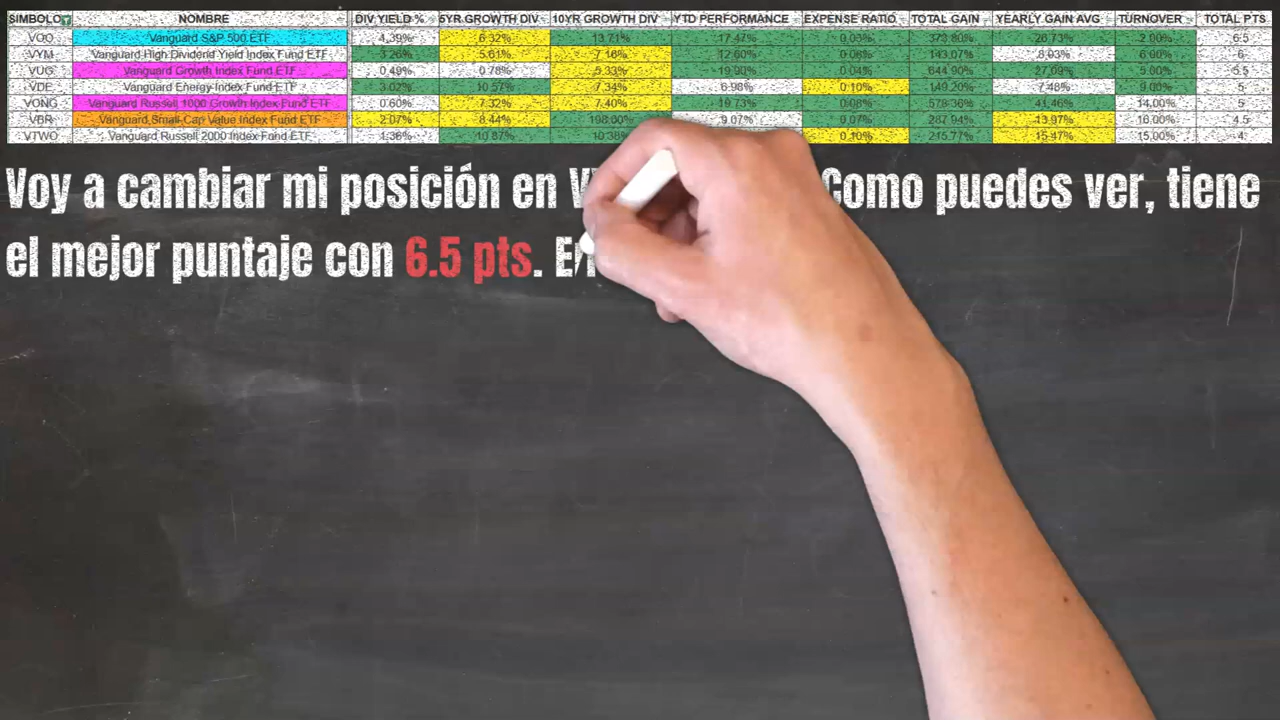 SIMBOLO NOMBRE DIV YIELD % 5YR GROWTH DIV 10YR GROWTH DIV YTD PERFORMANCE EXPENSE RATIO TOTAL GAIN YEARLY GAIN AVG TURNOVER TOTAL PTS
VOO Vanguard S&P 500 ETF 4.39% 6.32% 13.71% 17.47% 0.03% 373.80% 26.73% 2.00% 6.5
VYM Vanguard High Dividend Yield Index Fund ETF 3.26% 5.61% 7.16% 12.60% 0.06% 143.07% 8.03% 6
VUG Vanguard Growth Index Fund ETF 0.49% 0.78% 5.33% 19.90% 0.04% 644.90% 27.69% 5.00% 5.5
VDE Vanguard Energy Index Fund ETF 3.02% 10.57% 7.34% 6.98% 0.10% 149.20% 7.48% 9.00% 5
VONG Vanguard Russell 1000 Growth Index Fund ETF 0.60% 7.32% 7.40% 19.73% 0.08% 578.36% 41.46% 14.00% 5
VBR Vanguard Small-Cap Value Index Fund ETF 2.07% 8.44% 198.00% 9.07% 0.07% 287.94% 13.97% 16.00% 4.5
VTWO Vanguard Russell 2000 Index Fund ETF 1.36% 10.87% 10.38% 0.10% 215.77% 15.47% 15.00% 4
Voy a cambiar mi posición en Como puedes ver, tiene
el mejor puntaje con 6.5 pts. En